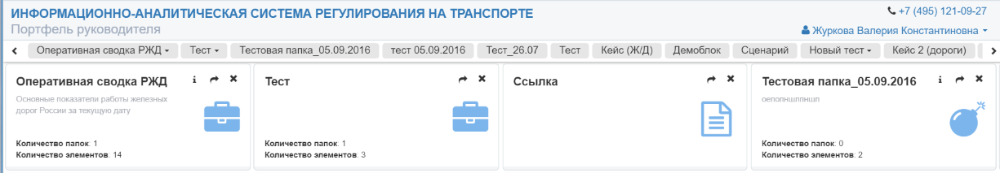 ИНФОРМАЦИОННО-АНАЛИТИЧЕСКАЯ СИСТЕМА РЕГУЛИРОВАНИЯ НА ТРАНСПОРТЕ
+7 (495) 121-09-27
Портфель руководителя
Журкова Валерия Константиновна
Оперативная сводка РЖД Тест Тестовая папка_05.09.2016 тест 05.09.2016 Тест_26.07 Тест Кейс (Ж/Д) Демоблок Сценарий Новый тест Кейс 2 (дороги)
Оперативная сводка РЖД
Основные показатели работы железных
дорог России за текущую дату
Количество папок: 1
Количество элементов: 14
Тест
Количество папок: 1
Количество элементов: 3
Ссылка
Тестовая папка_05.09.2016
оелопншлпншл
Количество папок: 0
Количество элементов: 2